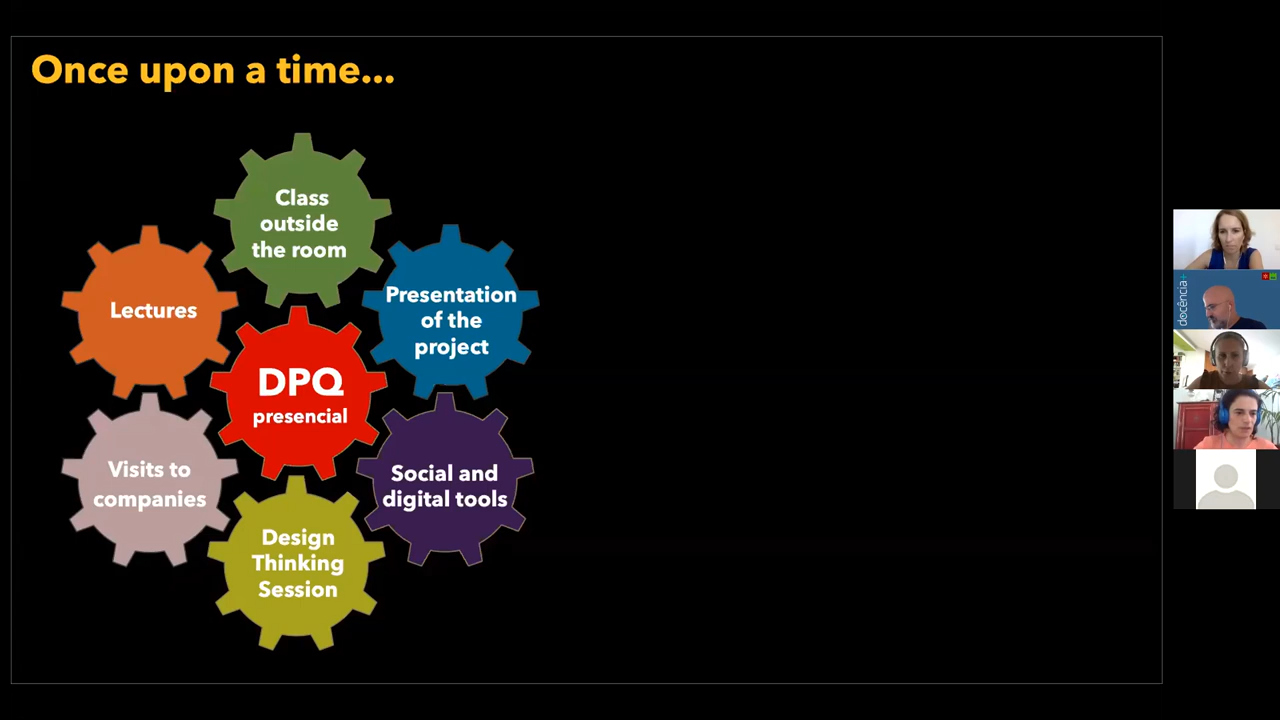 Once upon a time...
Class
outside
the room
Lectures
Presentation
of the
project
DPQ
presencial
Visits to
companies
Social and
digital tools
Design
Thinking
Session
docência+